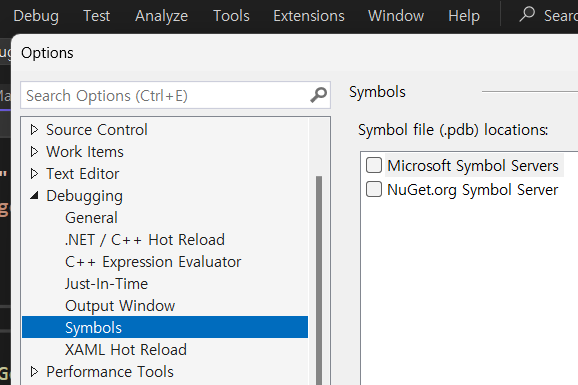 Debug Test Analyze Tools Extensions Window Help Sear
Options
Search Options (Ctrl+E)
Symbols
Source Control
Symbol file (.pdb) locations:
Work Items
Text Editor
Microsoft Symbol Servers
Debugging
NuGet.org Symbol Server
General
.NET / C++ Hot Reload
C++ Expression Evaluator
Just-In-Time
Output Window
Symbols
XAML Hot Reload
Performance Tools